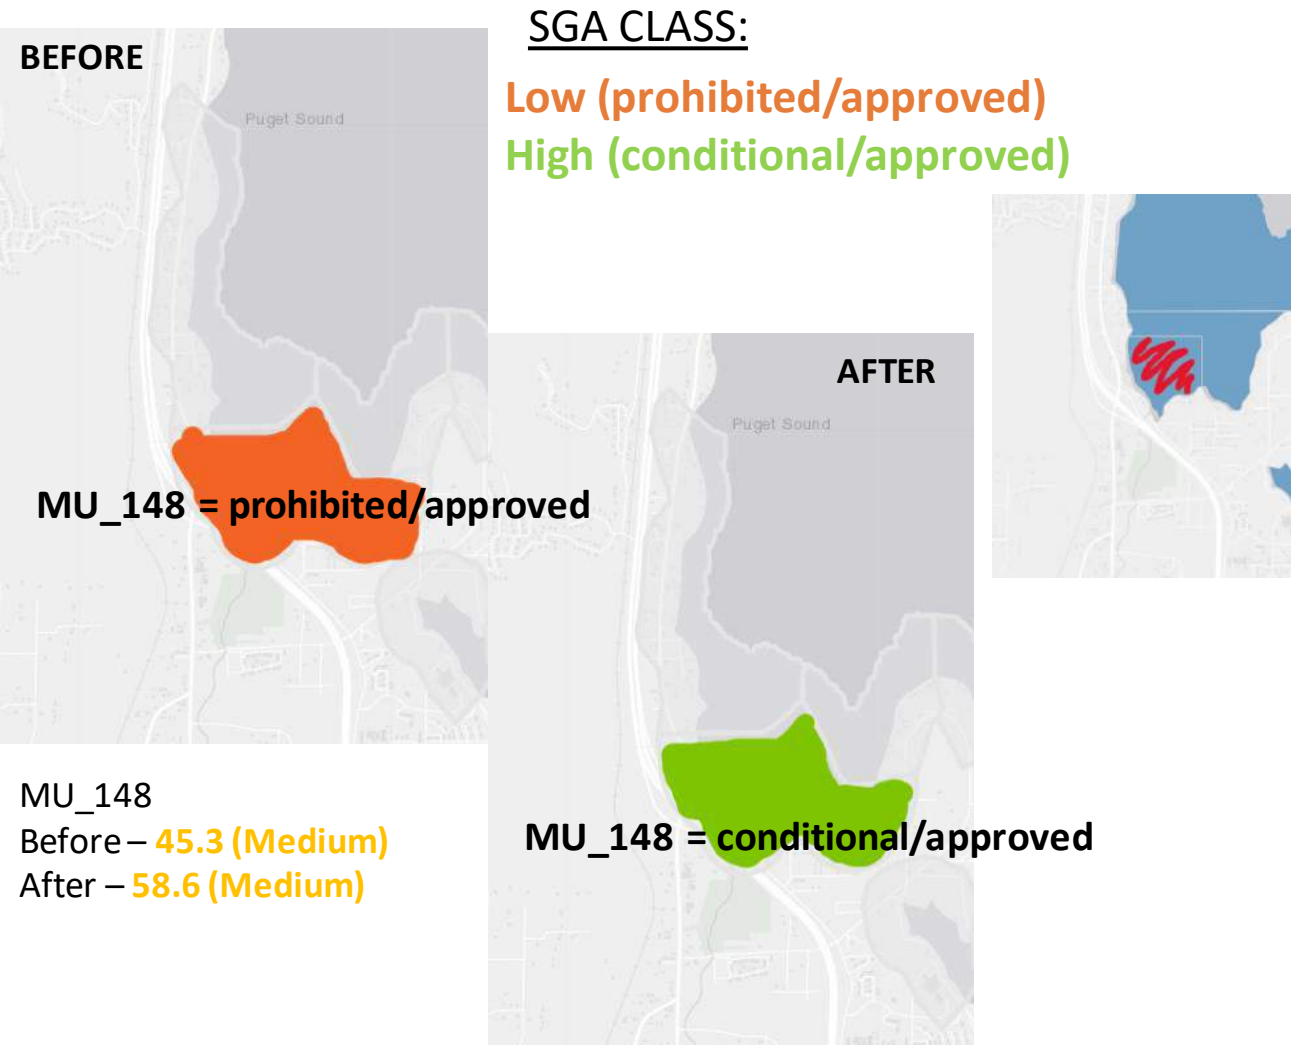 SGA CLASS:
Low (prohibited/approved)
High (conditional/approved)
BEFORE
Puget Sound
MU_148 = prohibited/approved
AFTER
Puget Sound
MU_148 = conditional/approved
MU_148
Before – 45.3 (Medium)
After – 58.6 (Medium)